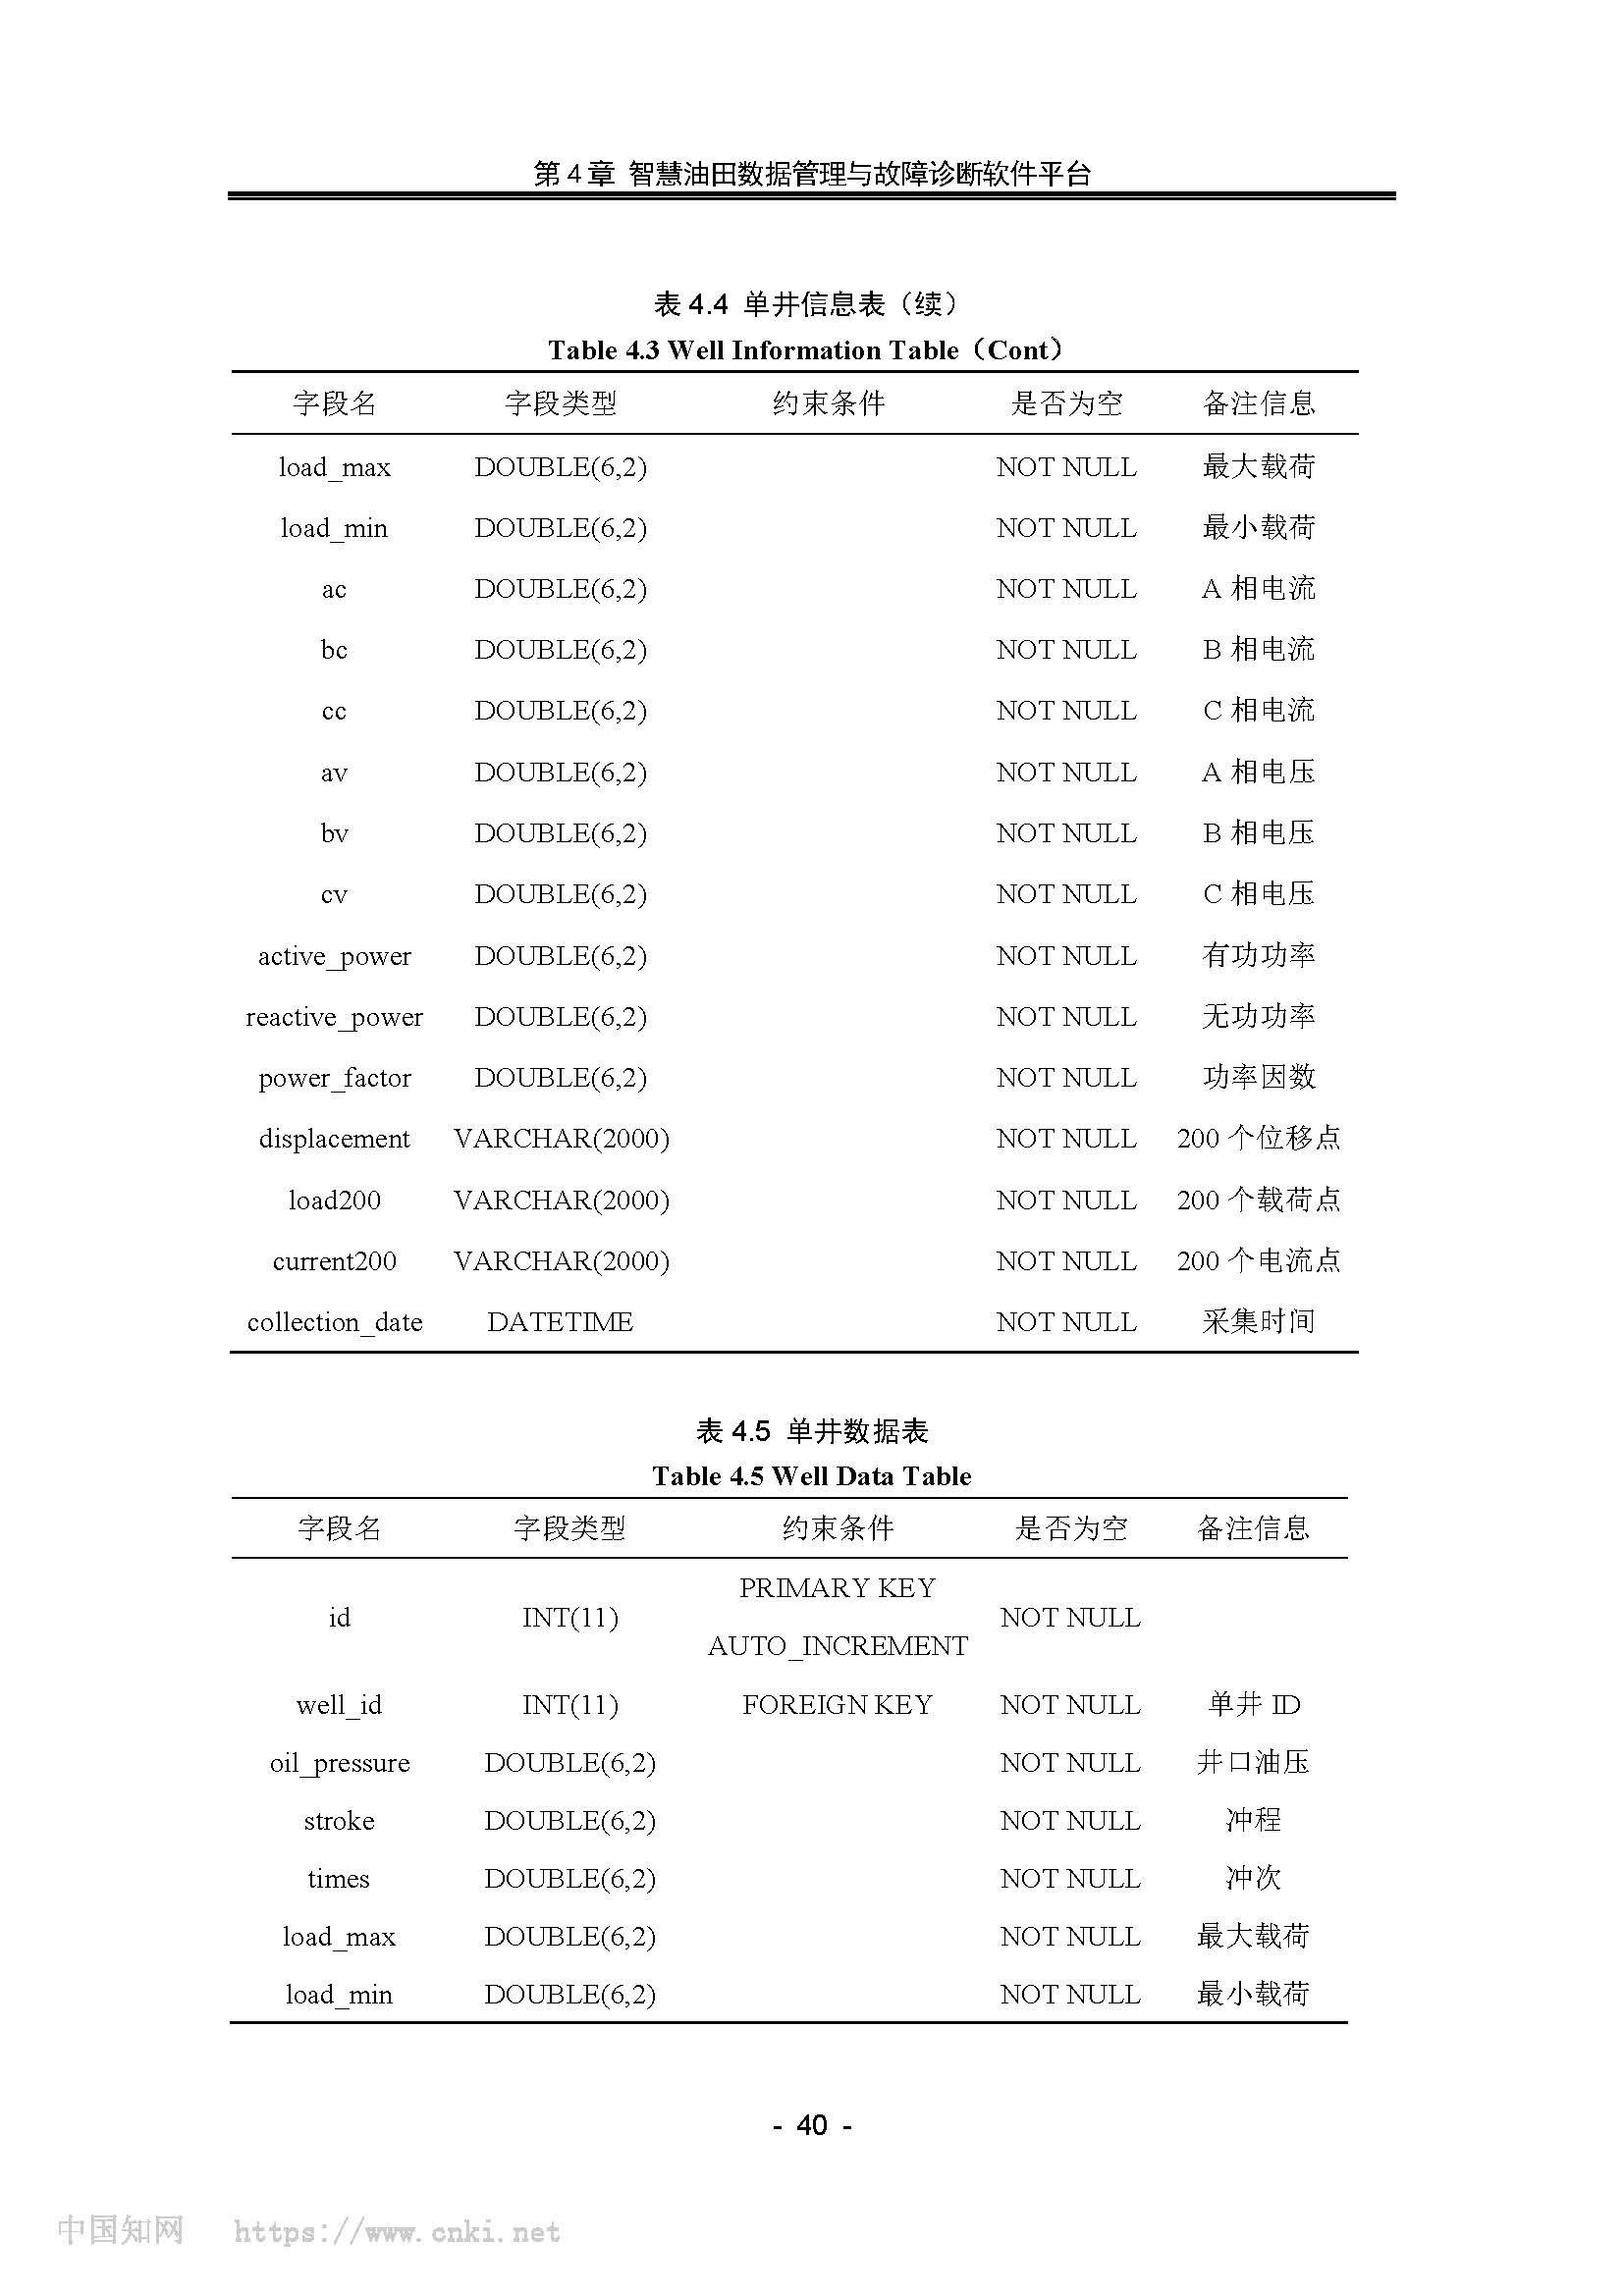 第 4 章 智慧油田数据管理与故障诊断软件平台
表 4.4 单井信息表（续）
Table 4.3 Well Information Table（Cont）
字段名 字段类型 约束条件 是否为空 备注信息
load_max DOUBLE(6,2) NOT NULL 最大载荷
load_min DOUBLE(6,2) NOT NULL 最小载荷
ac DOUBLE(6,2) NOT NULL A 相电流
bc DOUBLE(6,2) NOT NULL B 相电流
cc DOUBLE(6,2) NOT NULL C 相电流
av DOUBLE(6,2) NOT NULL A 相电压
bv DOUBLE(6,2) NOT NULL B 相电压
cv DOUBLE(6,2) NOT NULL C 相电压
active_power DOUBLE(6,2) NOT NULL 有功功率
reactive_power DOUBLE(6,2) NOT NULL 无功功率
power_factor DOUBLE(6,2) NOT NULL 功率因数
displacement VARCHAR(2000) NOT NULL 200 个位移点
load200 VARCHAR(2000) NOT NULL 200 个载荷点
current200 VARCHAR(2000) NOT NULL 200 个电流点
collection_date DATETIME NOT NULL 采集时间
表 4.5 单井数据表
Table 4.5 Well Data Table
字段名 字段类型 约束条件 是否为空 备注信息
PRIMARY KEY
id INT(11) NOT NULL
AUTO_INCREMENT
well_id INT(11) FOREIGN KEY NOT NULL 单井 ID
oil_pressure DOUBLE(6,2) NOT NULL 井口油压
stroke DOUBLE(6,2) NOT NULL 冲程
times DOUBLE(6,2) NOT NULL 冲次
load_max DOUBLE(6,2) NOT NULL 最大载荷
load_min DOUBLE(6,2) NOT NULL 最小载荷
- 40 -
中国知网 https://www.cnki.net